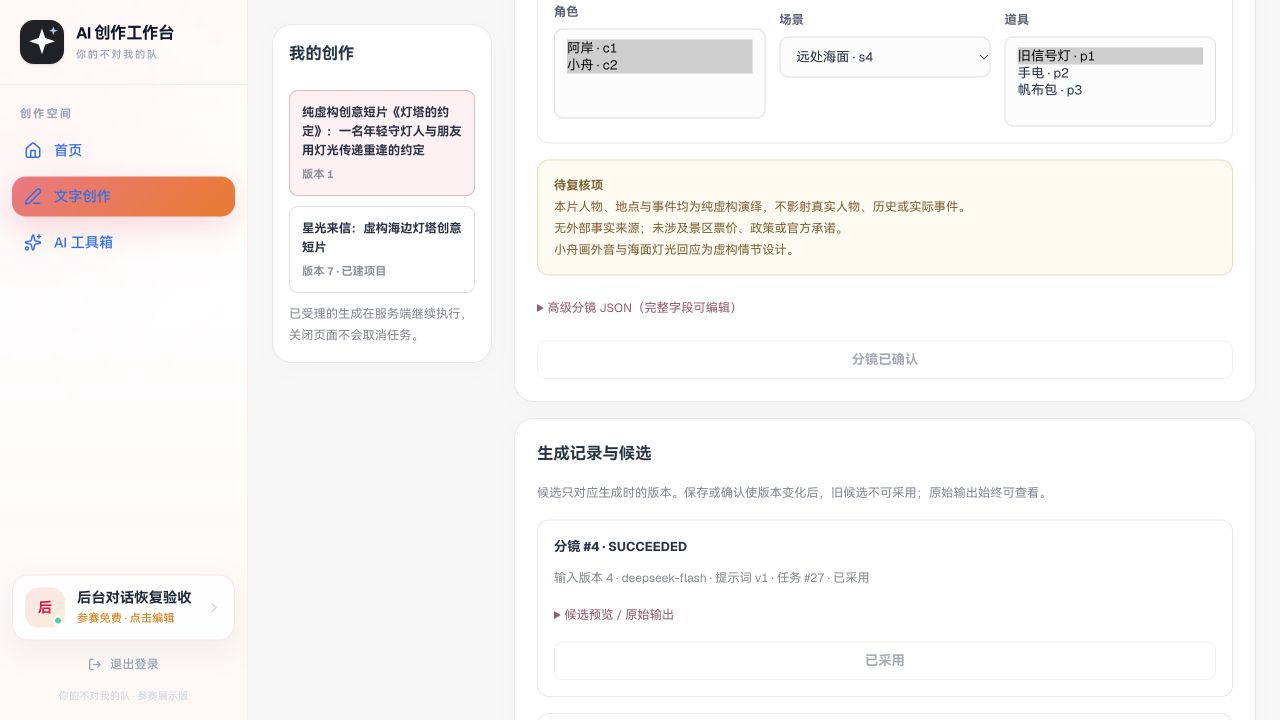 AI 创作工作台
你的不对我的队
创作空间
首页
文字创作
AI 工具箱
后
后台对话恢复验收
参赛免费 · 点击编辑
退出登录
你的不对我的队 · 参赛展示版
我的创作
纯虚构创意短片《灯塔的约
定》：一名年轻守灯人与朋友
用灯光传递重逢的约定
版本 1
星光来信：虚构海边灯塔创意
短片
版本 7 · 已建项目
已受理的生成在服务端继续执行，
关闭页面不会取消任务。
角色
阿岸 · c1
小舟 · c2
场景
远处海面 · s4
道具
旧信号灯 · p1
手电 · p2
帆布包 · p3
待复核项
本片人物、地点与事件均为纯虚构演绎，不影射真实人物、历史或实际事件。
无外部事实来源；未涉及景区票价、政策或官方承诺。
小舟画外音与海面灯光回应为虚构情节设计。
高级分镜 JSON（完整字段可编辑）
分镜已确认
生成记录与候选
候选只对应生成时的版本。保存或确认使版本变化后，旧候选不可采用；原始输出始终可查看。
分镜 #4 · SUCCEEDED
输入版本 4 · deepseek-flash · 提示词 v1 · 任务 #27 · 已采用
候选预览 / 原始输出
已采用